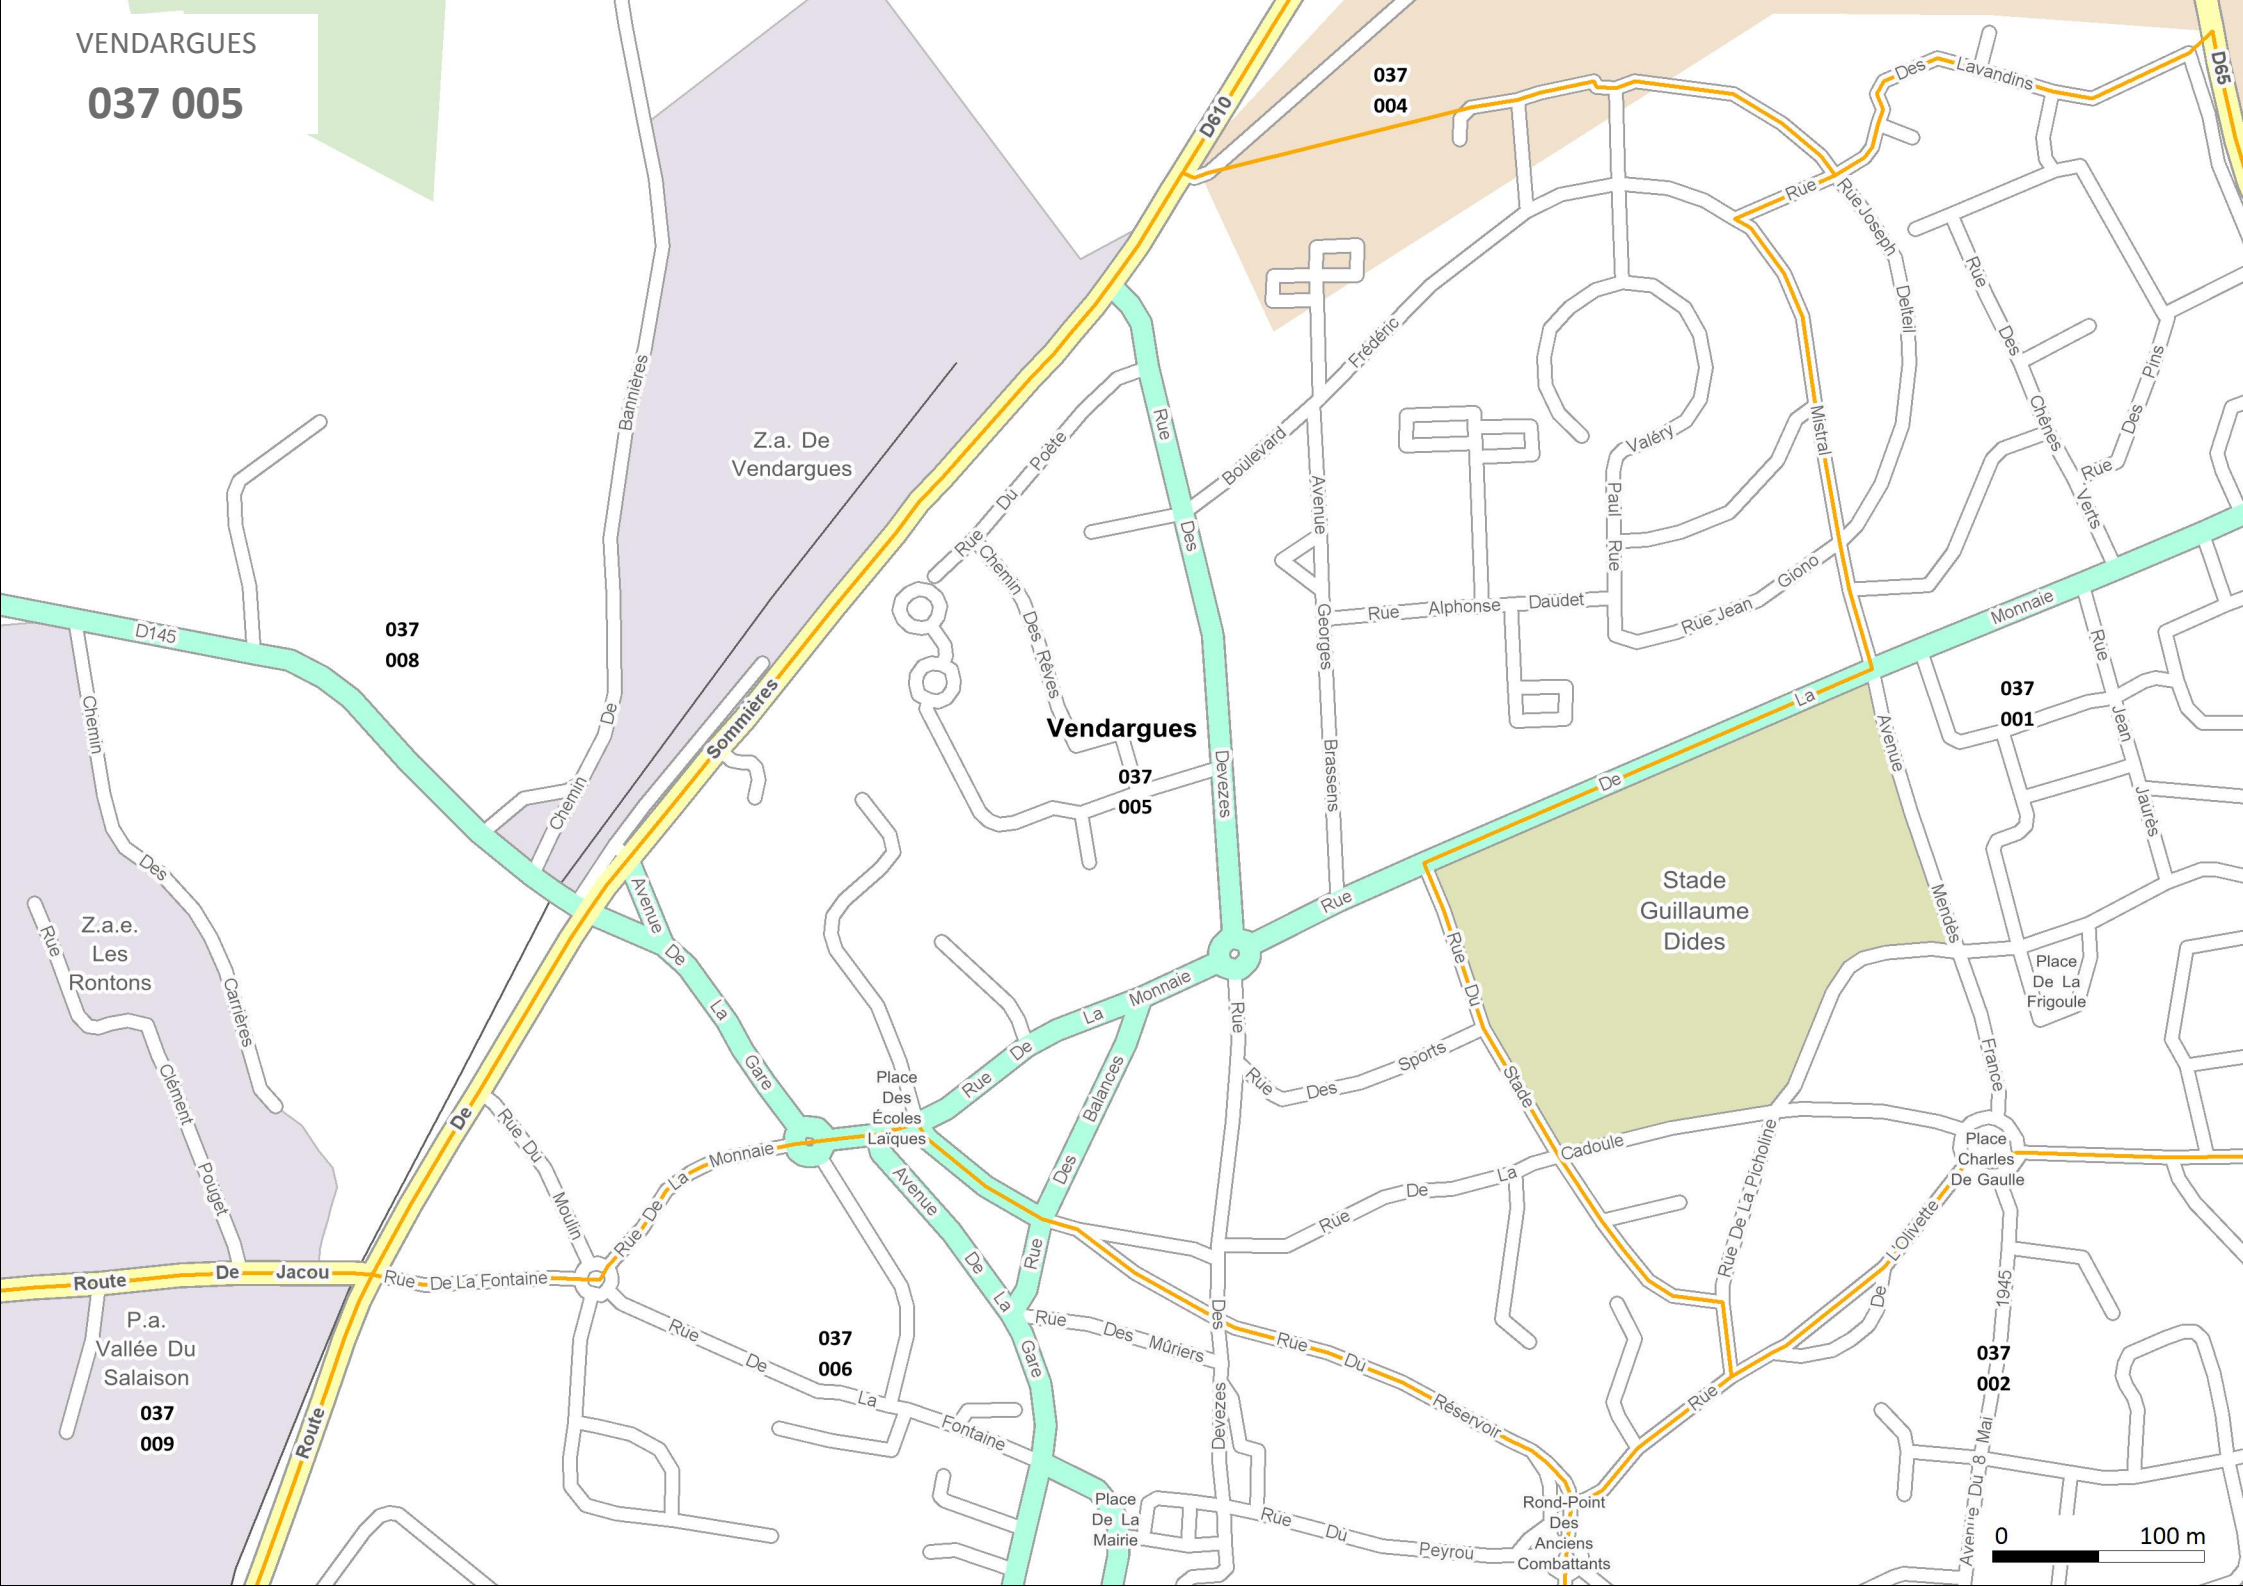 VENDARGUES
037 005
D610
037
004
Des
Lavandins
D65
Rue
Rue Joseph
Delteil
Bannières
Z.a. De
Vendargues
Rue
Des
Chênes
Verts
Rue
Des
Pins
Frédéric
Boulevard
Mistral
Valéry
Paul
Rue
Rue
Des
Devezes
Rue
Du
Poète
Chemin
Des
Rêves
Avenue
Georges
Brassens
Rue
Alphonse
Daudet
Rue Jean
Giono
D145
037
008
Chemin
De
Sommières
Vendargues
037
005
Monnaie
La
De
Rue
Rue
Jean
Jaurès
037
001
Avenue
Mendès
France
Stade
Guillaume
Dides
Chemin
Des
Carrières
Z.a.e.
Les
Rontons
Rue
Clément
Pouget
Avenue
De
La
Gare
Place
De La
Frigoule
Rue
De
La
Monnaie
Rue
Rue
Du
Stade
Rue
Des
Sports
Place
Des
Écoles
Laïques
Rue
Des
Balances
De
Rue Du
Moulin
Rue De La
Monnaie
Avenue
De
La
Gare
Rue
De
La
Cadoule
Rue De La Picholine
Place
Charles
De Gaulle
Route
De
Jacou
Rue
De La Fontaine
Rue
De
La
Fontaine
P.a.
Vallée Du
Salaison
037
009
Route
037
006
Rue
Des
Mûriers
Des
Devezes
Rue
Du
Réservoir
Rue
De
L'Olivette
037
002
Avenue Du 8 Mai
1945
Place
De La
Mairie
Rue
Du
Peyrou
Rond-Point
Des
Anciens
Combattants
0 100 m